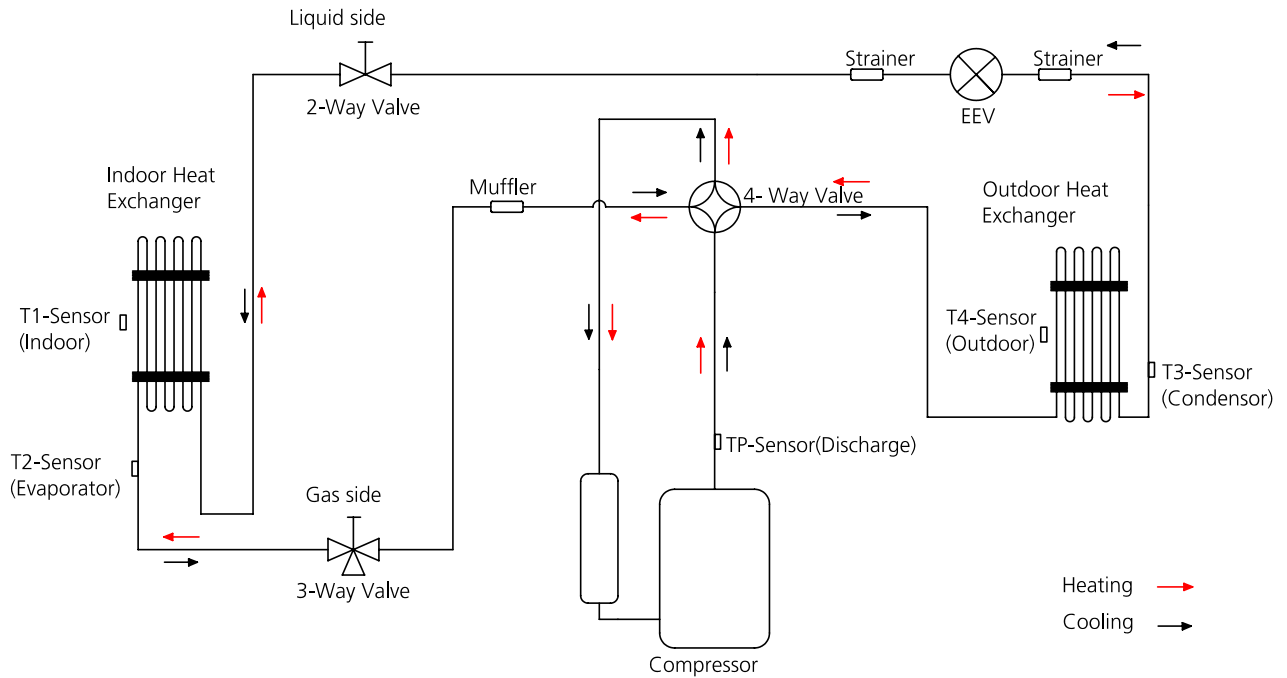 Liquid side
2-Way Valve
Strainer
Strainer
EEV
Indoor Heat
Exchanger
Muffler
4- Way Valve
Outdoor Heat
Exchanger
T1-Sensor
(Indoor)
T4-Sensor
(Outdoor)
T3-Sensor
(Condensor)
T2-Sensor
(Evaporator)
TP-Sensor(Discharge)
Gas side
3-Way Valve
Compressor
Heating
Cooling